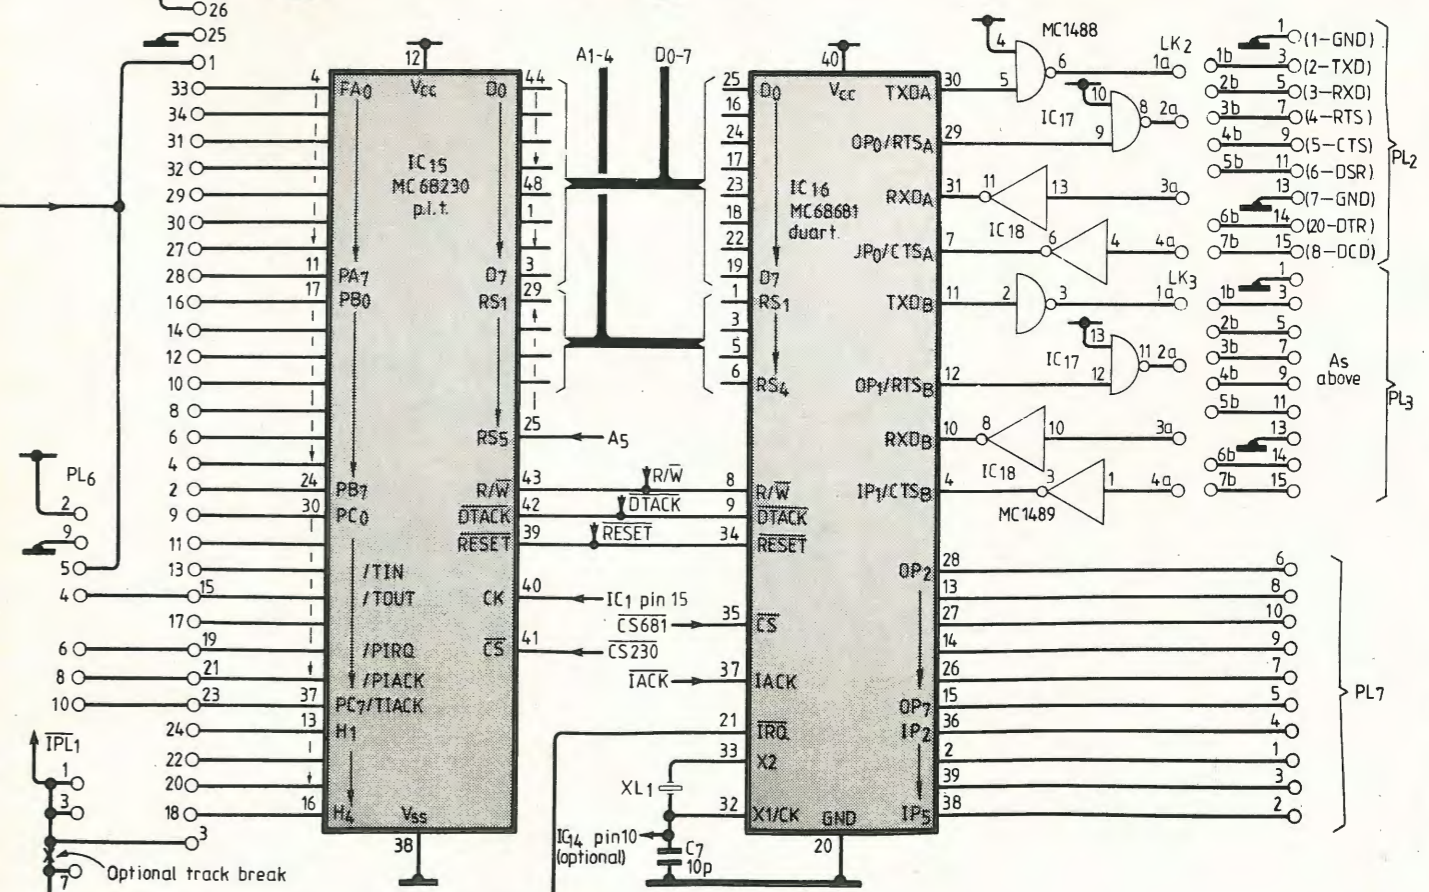 26
25
1
33
34
31
32
29
30
27
28
16
14
12
10
8
6
4
2
9
11
13
15
17
19
21
23
24
22
20
18
3
PL6
2
9
5
4
6
8
10
IPL1
1
3
7
Optional track break
4
11
17
24
30
37
13
16
12
Vcc
FA0
D0
IC15
MC68230
p.i.t.
PA7
D7
PB0
RS1
RS5
PB7
R/W
PC0
DTACK
RESET
/TIN
/TOUT
CK
/PIRQ
CS
/PIACK
PC7/TIACK
H1
H4
Vss
38
44
48
1
3
29
25
43
42
39
40
41
A1-4
D0-7
A5
R/W
DTACK
RESET
IC1 pin 15
CS681
CS230
IACK
XL1
IC14 pin10
(optional)
C7
10p
25
16
24
17
23
18
22
19
1
3
5
6
8
9
34
35
37
21
33
32
40
Vcc
D0
TXDA
OP0/RTSA
IC16
MC68681
duart.
RXDA
JP0/CTSA
D7
RS1
TXDB
RS4
OP1/RTSB
RXDB
R/W
IP1/CTSB
DTACK
RESET
OP2
CS
IACK
OP7
IRQ
IP2
X2
X1/CK
GND
IP5
20
30
29
31
7
11
12
10
4
28
13
27
14
26
15
36
2
39
38
MC1488
4
5
6
LK2
1a
10
IC17
9
8
2a
11
13
3a
IC18
6
4
4a
2
3
LK3
1a
13
IC17
12
11
2a
8
10
3a
IC18
3
1
4a
MC1489
1
(1-GND)
1b
3
(2-TXD)
2b
5
(3-RXD)
3b
7
(4-RTS)
4b
9
(5-CTS)
5b
11
(6-DSR)
13
(7-GND)
6b
14
(20-DTR)
7b
15
(8-DCD)
PL2
1
1b
3
2b
5
3b
7
4b
9
5b
11
13
6b
14
7b
15
As
above
PL3
6
8
10
9
7
5
4
1
3
2
PL7